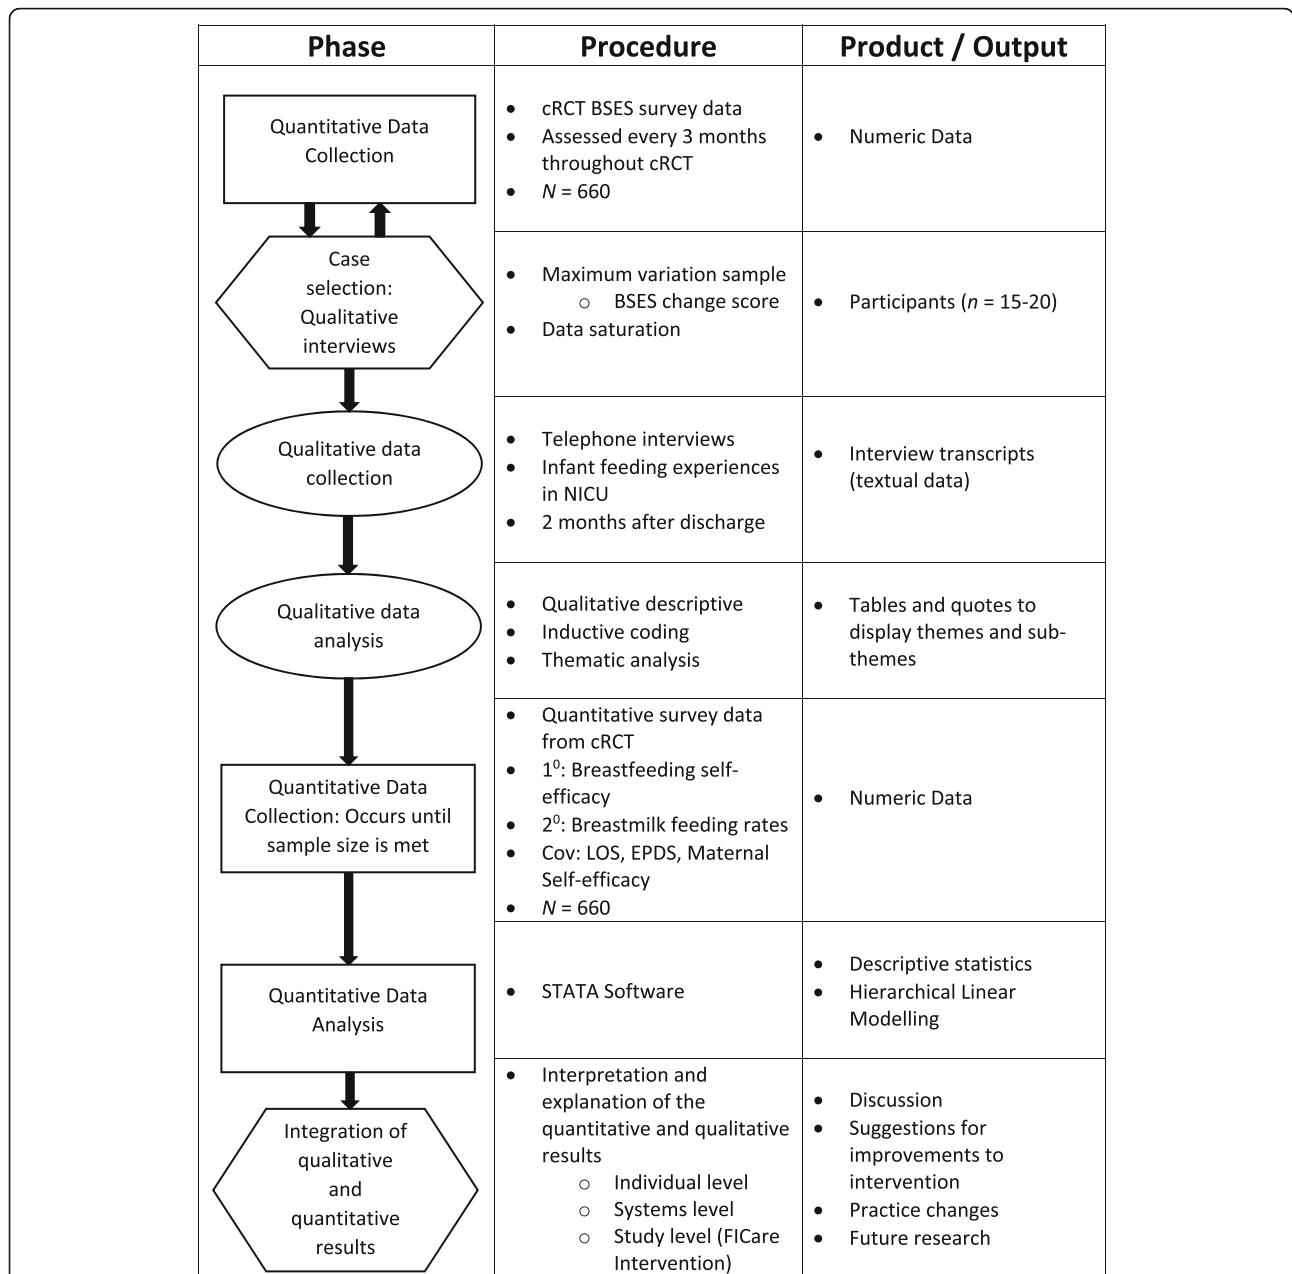 Phase
Procedure
Product / Output
Quantitative Data
Collection
• cRCT BSES survey data
• Assessed every 3 months
throughout cRCT
• N = 660
• Numeric Data
Case
selection:
Qualitative
interviews
• Maximum variation sample
o BSES change score
• Data saturation
• Participants (n = 15-20)
Qualitative data
collection
• Telephone interviews
• Infant feeding experiences
in NICU
• 2 months after discharge
• Interview transcripts
(textual data)
Qualitative data
analysis
• Qualitative descriptive
• Inductive coding
• Thematic analysis
• Tables and quotes to
display themes and sub-
themes
Quantitative Data
Collection: Occurs until
sample size is met
• Quantitative survey data
from cRCT
• 1⁰: Breastfeeding self-
efficacy
• 2⁰: Breastmilk feeding rates
• Cov: LOS, EPDS, Maternal
Self-efficacy
• N = 660
• Numeric Data
Quantitative Data
Analysis
• STATA Software
• Descriptive statistics
• Hierarchical Linear
Modelling
Integration of
qualitative
and
quantitative
results
• Interpretation and
explanation of the
quantitative and qualitative
results
o Individual level
o Systems level
o Study level (FICare
Intervention)
• Discussion
• Suggestions for
improvements to
intervention
• Practice changes
• Future research